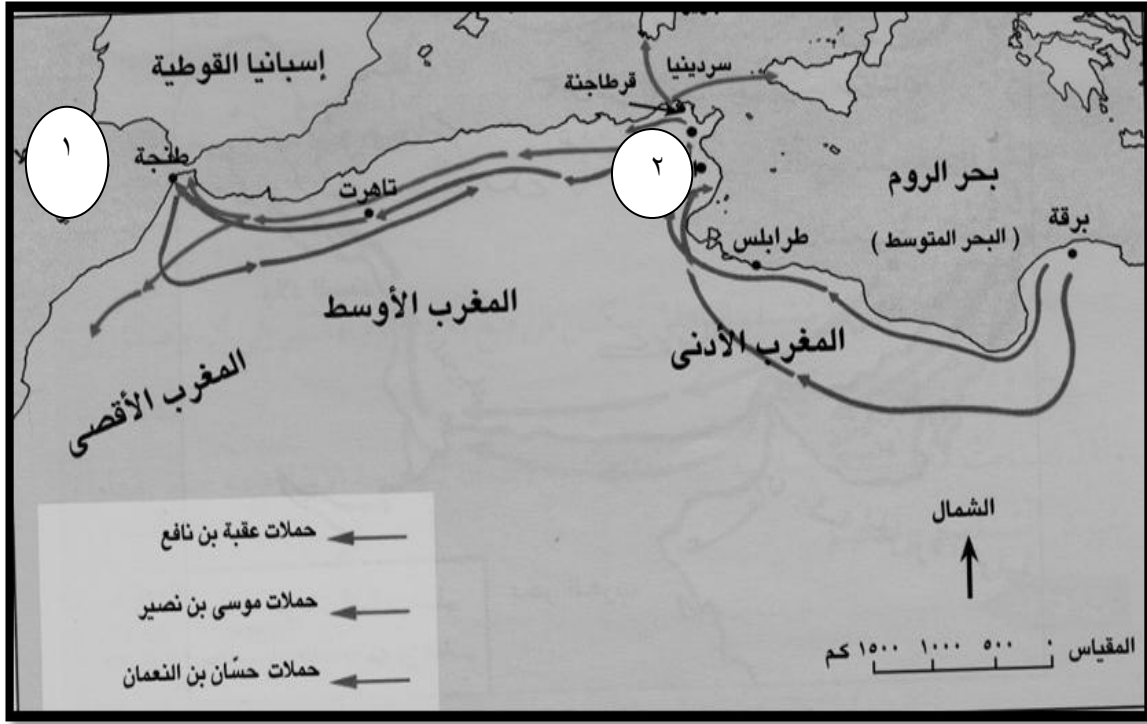 إسبانيا القوطية
سردينيا
قرطاجنة
١
طنجة
٢
تاهرت
بحر الروم
( البحر المتوسط )
برقة
طرابلس
المغرب الأوسط
المغرب الأدنى
المغرب الأقصى
الشمال
حملات عقبة بن نافع
حملات موسى بن نصير
حملات حسّان بن النعمان
المقياس ٠ ٥٠٠ ١٠٠٠ ١٥٠٠ كم